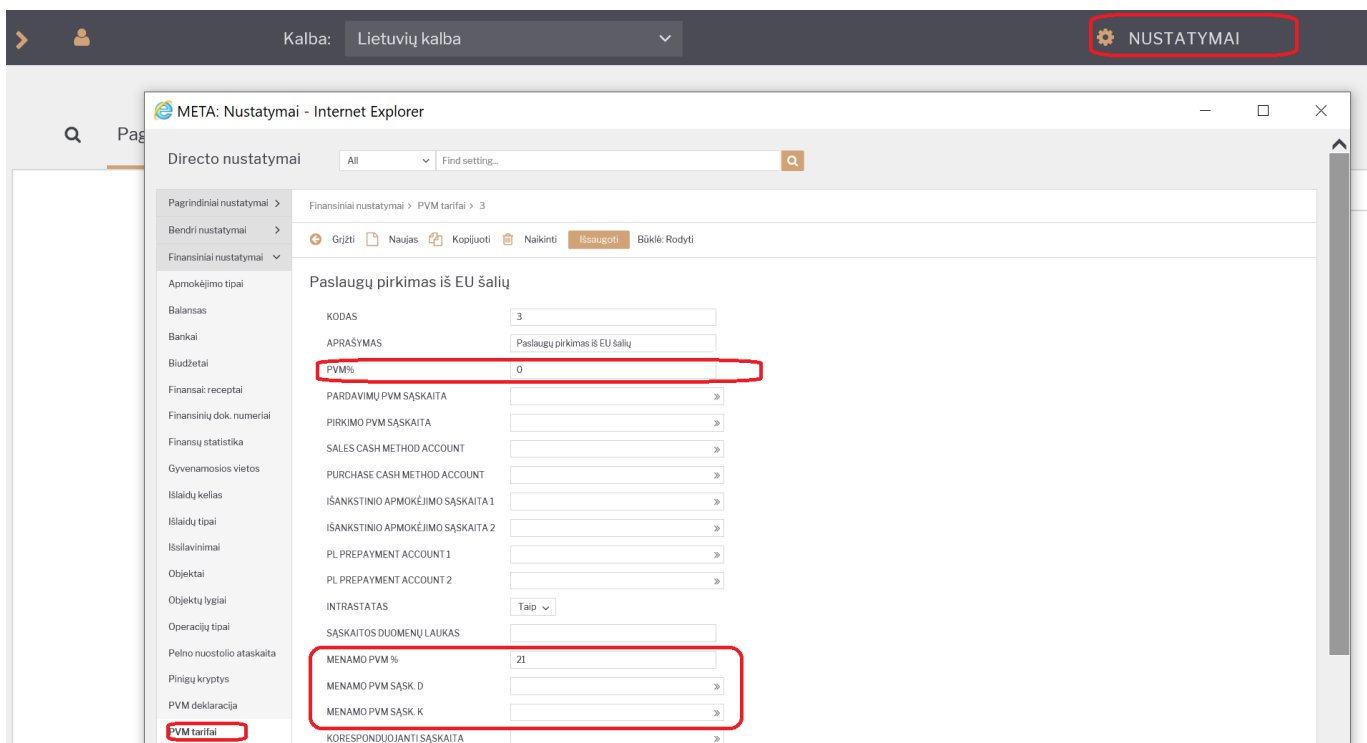 Kalba: Lietuvių kalba NUSTATYMAI
META: Nustatymai - Internet Explorer
Pag
Directo nustatymai All Find setting...
Pagrindiniai nustatymai
Bendri nustatymai
Finansiniai nustatymai
Apmokėjimo tipai
Balansas
Bankai
Biudžetai
Finansai: receptai
Finansinių dok. numeriai
Finansų statistika
Gyvenamosios vietos
Išlaidų kelias
Išlaidų tipai
Išsilavinimai
Objektai
Objektų lygiai
Operacijų tipai
Pelno nuostolio ataskaita
Pinigų kryptys
PVM deklaracija
PVM tarifai
Finansiniai nustatymai > PVM tarifai > 3
Grįžti Naujas Kopijuoti Naikinti Išsaugoti Būklė: Rodyti
Paslaugų pirkimas iš EU šalių
KODAS 3
APRAŠYMAS Paslaugų pirkimas iš EU šalių
PVM% 0
PARDAVIMŲ PVM SĄSKAITA
PIRKIMO PVM SĄSKAITA
SALES CASH METHOD ACCOUNT
PURCHASE CASH METHOD ACCOUNT
IŠANKSTINIO APMOKĖJIMO SĄSKAITA 1
IŠANKSTINIO APMOKĖJIMO SĄSKAITA 2
PL PREPAYMENT ACCOUNT 1
PL PREPAYMENT ACCOUNT 2
INTRASTATAS Taip
SĄSKAITOS DUOMENŲ LAUKAS
MENAMO PVM % 21
MENAMO PVM SĄSK. D
MENAMO PVM SĄSK. K
KORESPONDUOJANTI SĄSKAITA